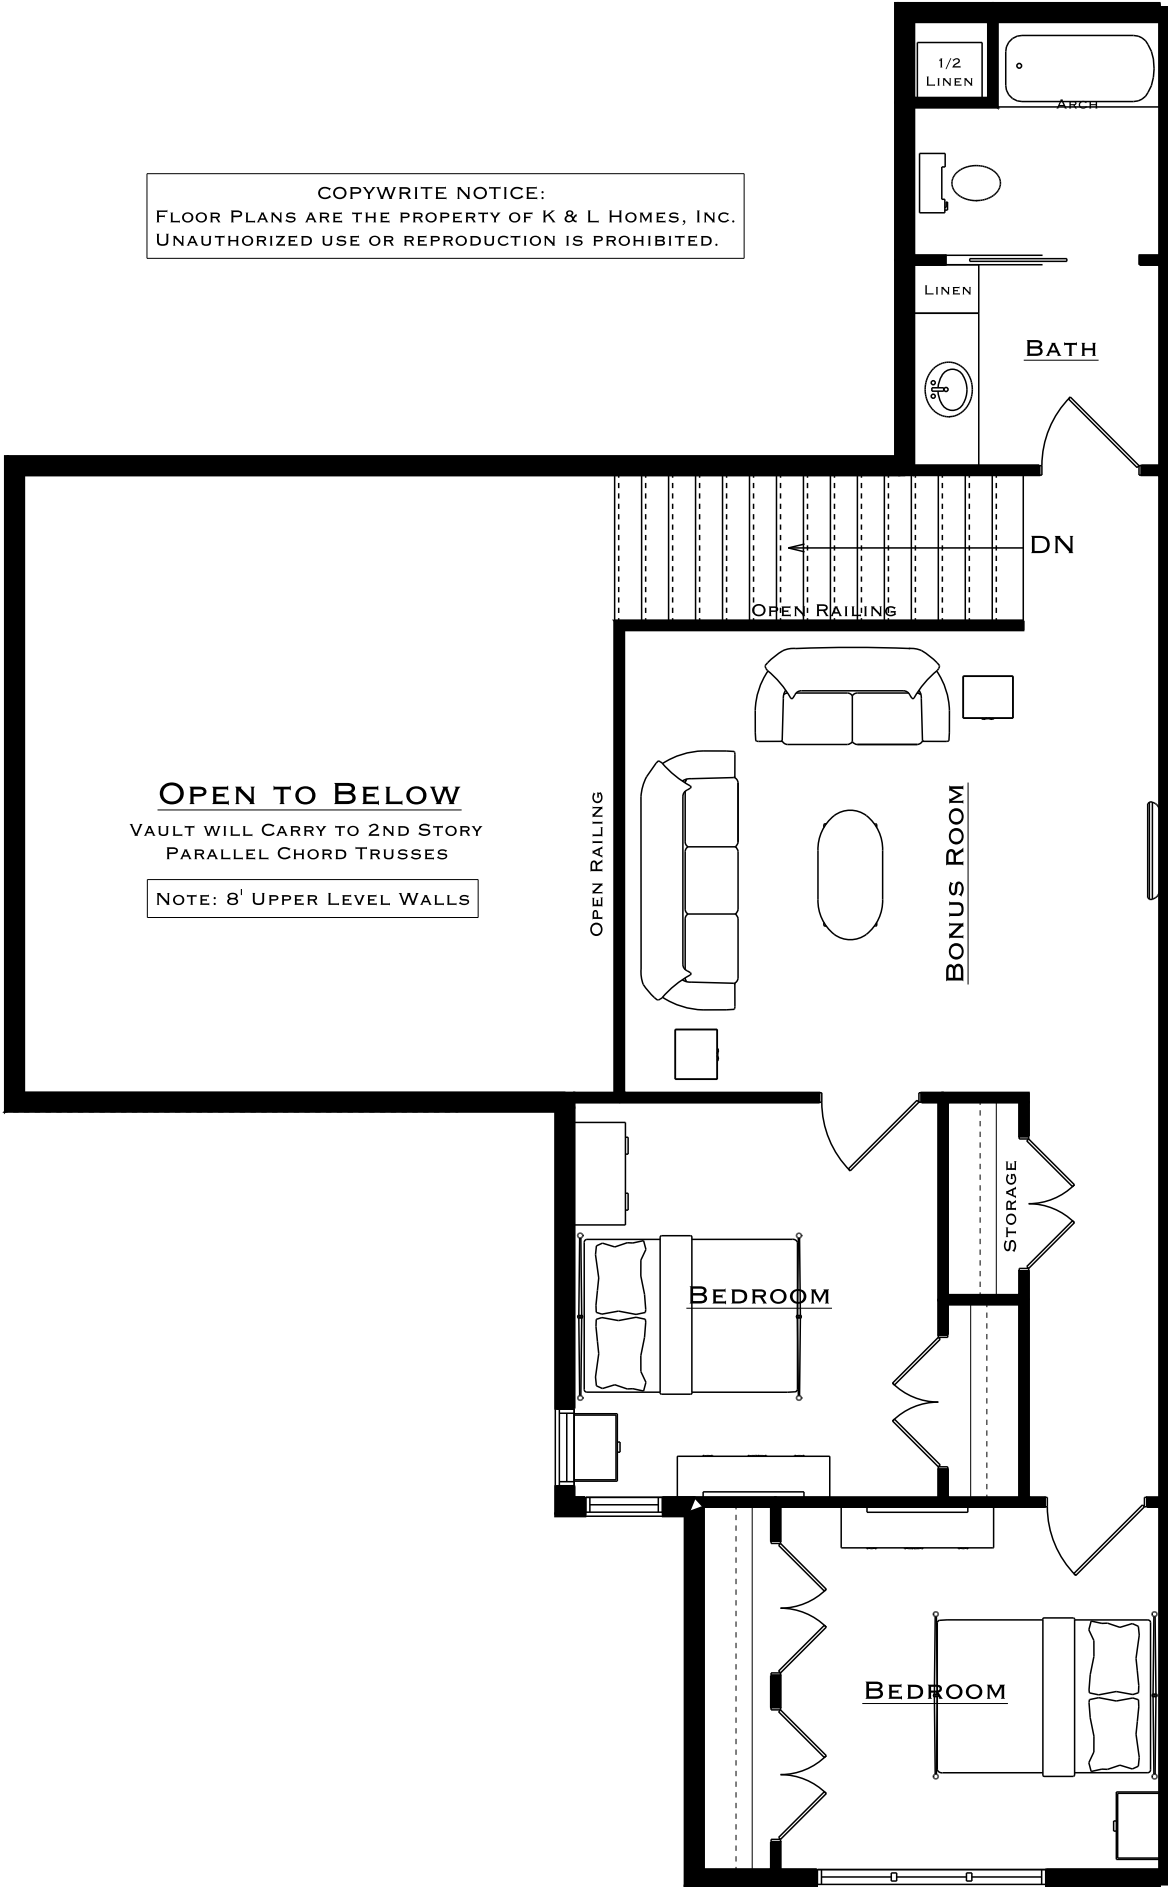 1/2
Linen
Arch
COPYWRITE NOTICE:
Floor Plans are the property of K & L Homes, Inc.
Unauthorized use or reproduction is prohibited.
Linen
Bath
DN
Open Railing
Open to Below
Vault will Carry to 2nd Story
Parallel Chord Trusses
Note: 8' Upper Level Walls
Open Railing
Bonus Room
Storage
Bedroom
Bedroom